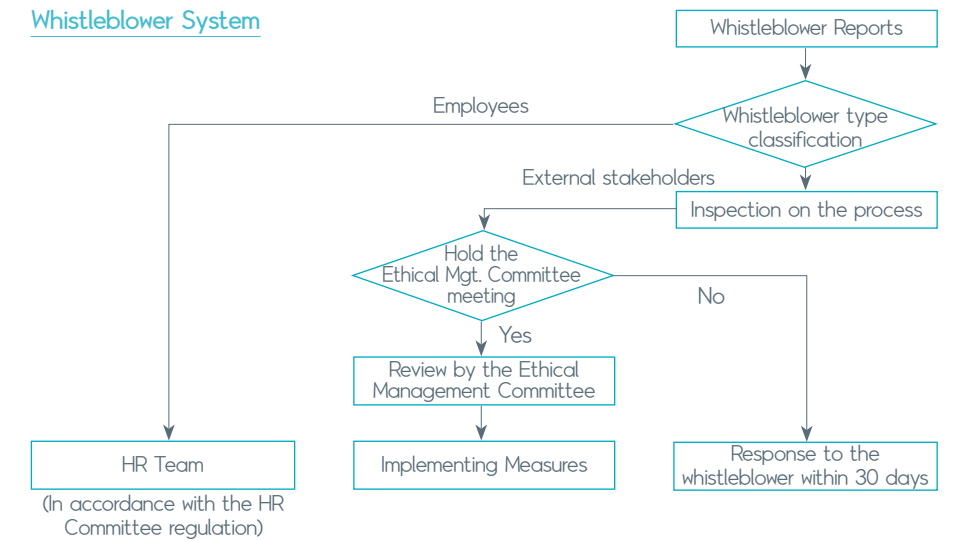 Whistleblower System
Whistleblower Reports
Employees
Whistleblower type
classification
External stakeholders
Inspection on the process
Hold the
Ethical Mgt. Committee
meeting
No
Yes
Review by the Ethical
Management Committee
HR Team
Implementing Measures
Response to the
whistleblower within 30 days
(In accordance with the HR
Committee regulation)